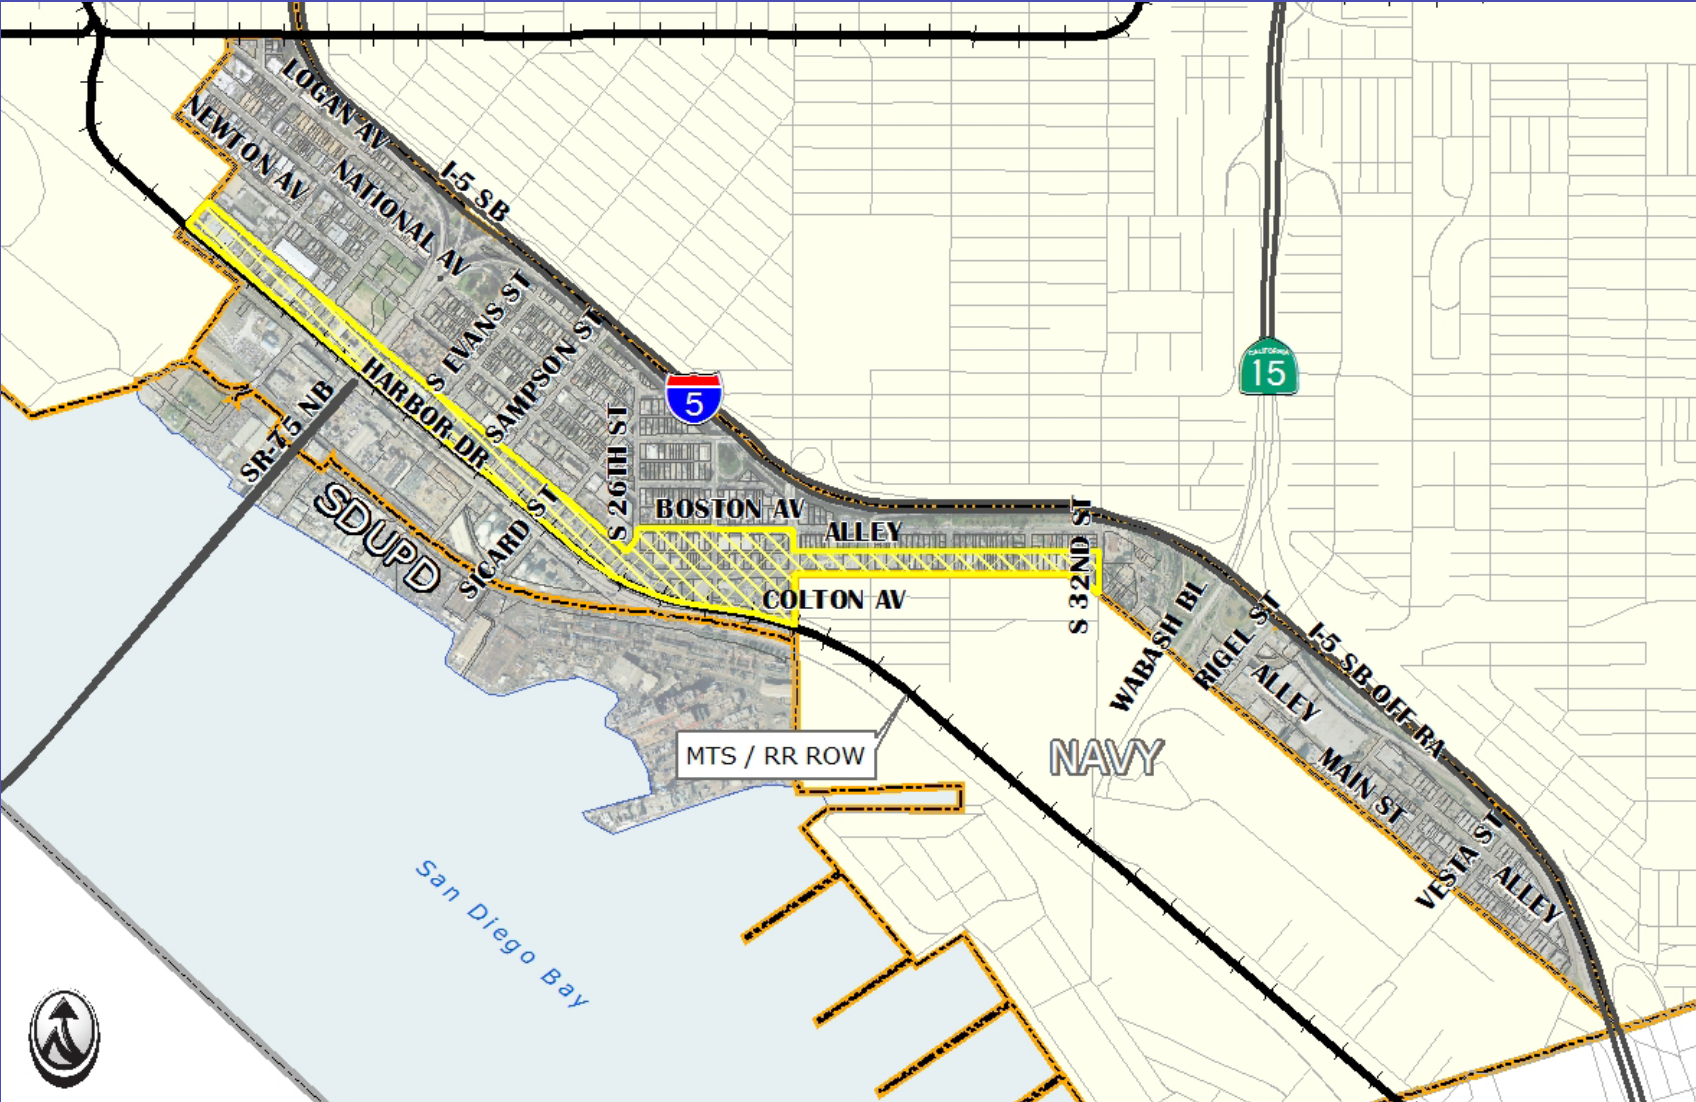 LOGAN AV
NEWTON AV
NATIONAL AV
I-5 SB
S EVANS ST
SAMPSON ST
HARBOR DR
SR-75 NB
SDUPD
SICARD ST
S 26TH ST
5
CALIFORNIA
15
BOSTON AV
ALLEY
COLTON AV
S 32ND ST
WABASH BL
RIGEL ST
I-5 SB OFF RA
ALLEY
NAVY
MTS / RR ROW
MAIN ST
VESTA ST
ALLEY
San Diego Bay